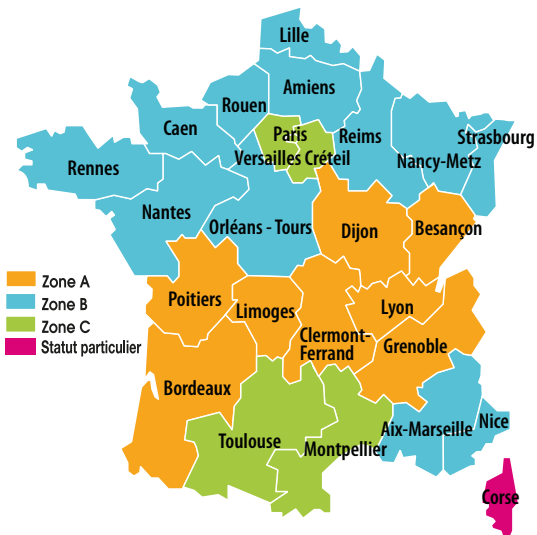 Lille
Amiens
Rouen
Caen
Paris
Reims
Strasbourg
Versailles Créteil
Nancy-Metz
Rennes
Nantes
Orléans - Tours
Dijon
Besançon
Zone A
Zone B
Zone C
Statut particulier
Poitiers
Limoges
Lyon
Clermont-
Ferrand
Grenoble
Bordeaux
Toulouse
Montpellier
Aix-Marseille
Nice
Corse